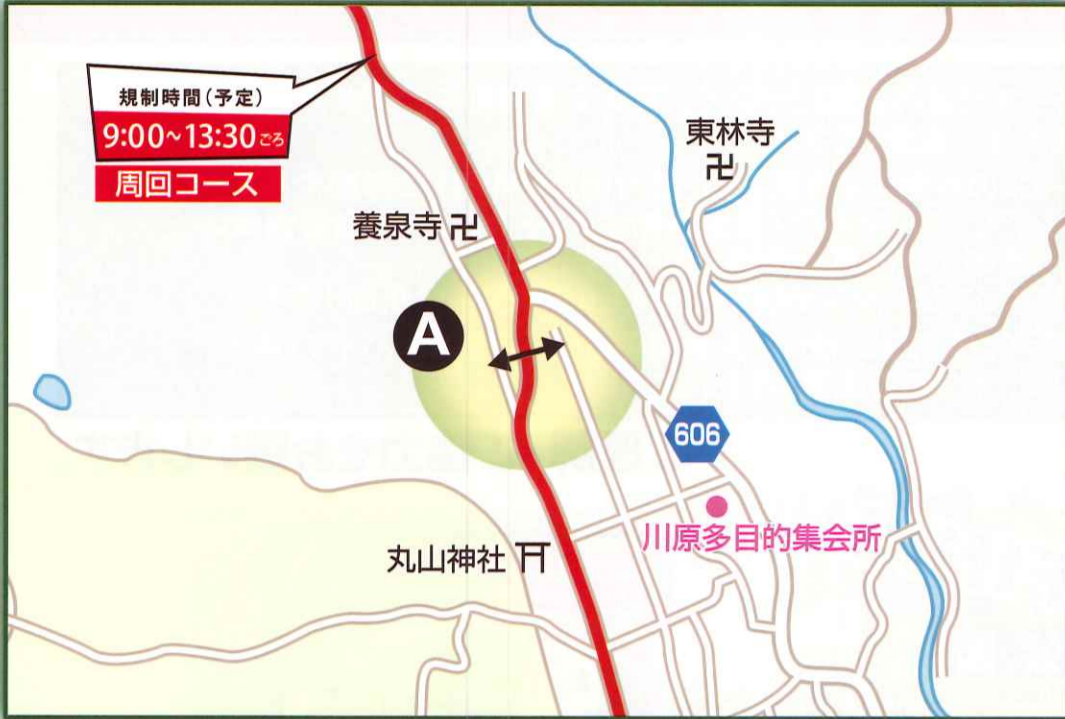 規制時間(予定)
9:00~13:30ごろ
周回コース
東林寺
養泉寺
A
606
川原多目的集会所
丸山神社